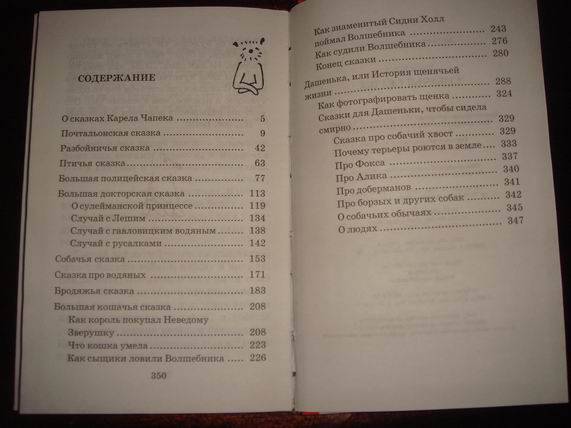 СОДЕРЖАНИЕ
О сказках Карела Чапека 5
Почтальонская сказка 9
Разбойничья сказка 42
Птичья сказка 63
Большая полицейская сказка 77
Большая докторская сказка 113
О сулейманской принцессе 119
Случай с Лешим 134
Случай с гавловицким водяным 138
Случай с русалками 142
Собачья сказка 153
Сказка про водяных 171
Бродяжья сказка 183
Большая кошачья сказка 208
Как король покупал Неведому
Зверушку 208
Что кошка умела 223
Как сыщики ловили Волшебника 226
350
Как знаменитый Сидни Холл
поймал Волшебника 243
Как судили Волшебника 276
Конец сказки 280
Дашенька, или История щенячьей
жизни 288
Как фотографировать щенка 324
Сказки для Дашеньки, чтобы сидела
смирно 329
Сказка про собачий хвост 329
Почему терьеры роются в земле 333
Про Фокса 337
Про Алика 340
Про доберманов 341
Про борзых и других собак 342
О собачьих обычаях 345
О людях 347